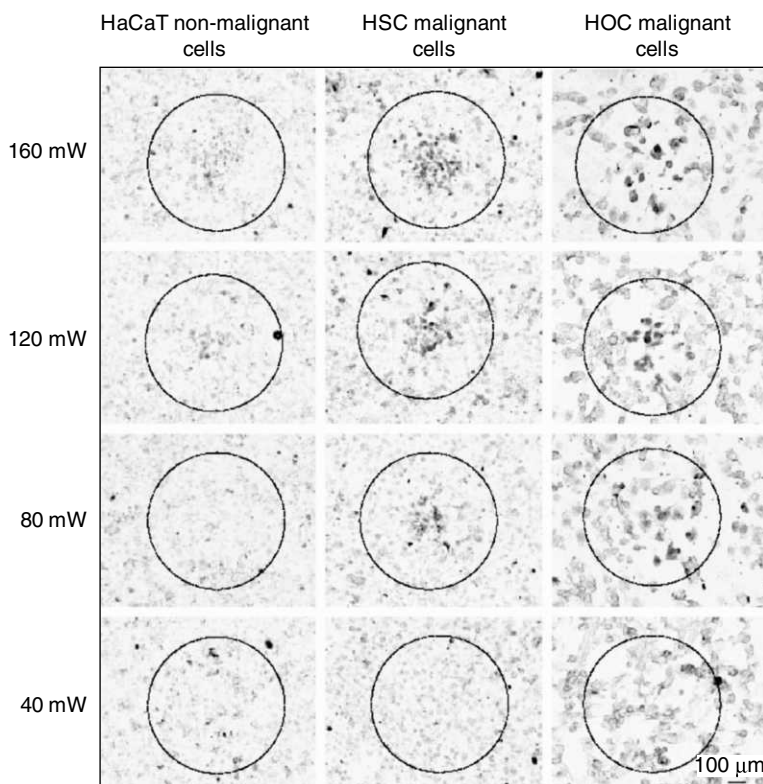 HaCaT non-malignant
cells
HSC malignant
cells
HOC malignant
cells
160 mW
120 mW
80 mW
40 mW
100 μm